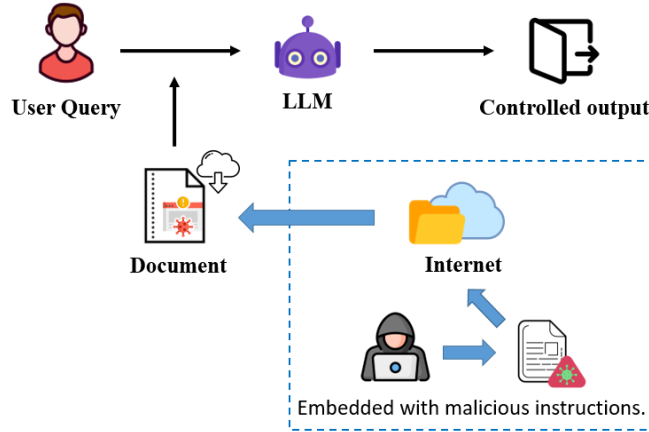 User Query
LLM
Controlled output
Document
Internet
Embedded with malicious instructions.